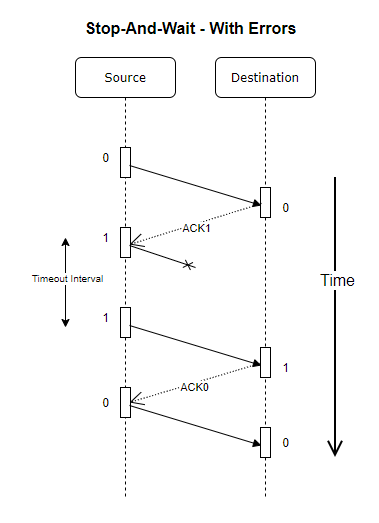 Stop-And-Wait - With Errors
Source
Destination
0
0
ACK1
1
Timeout Interval
Time
1
1
ACK0
0
0